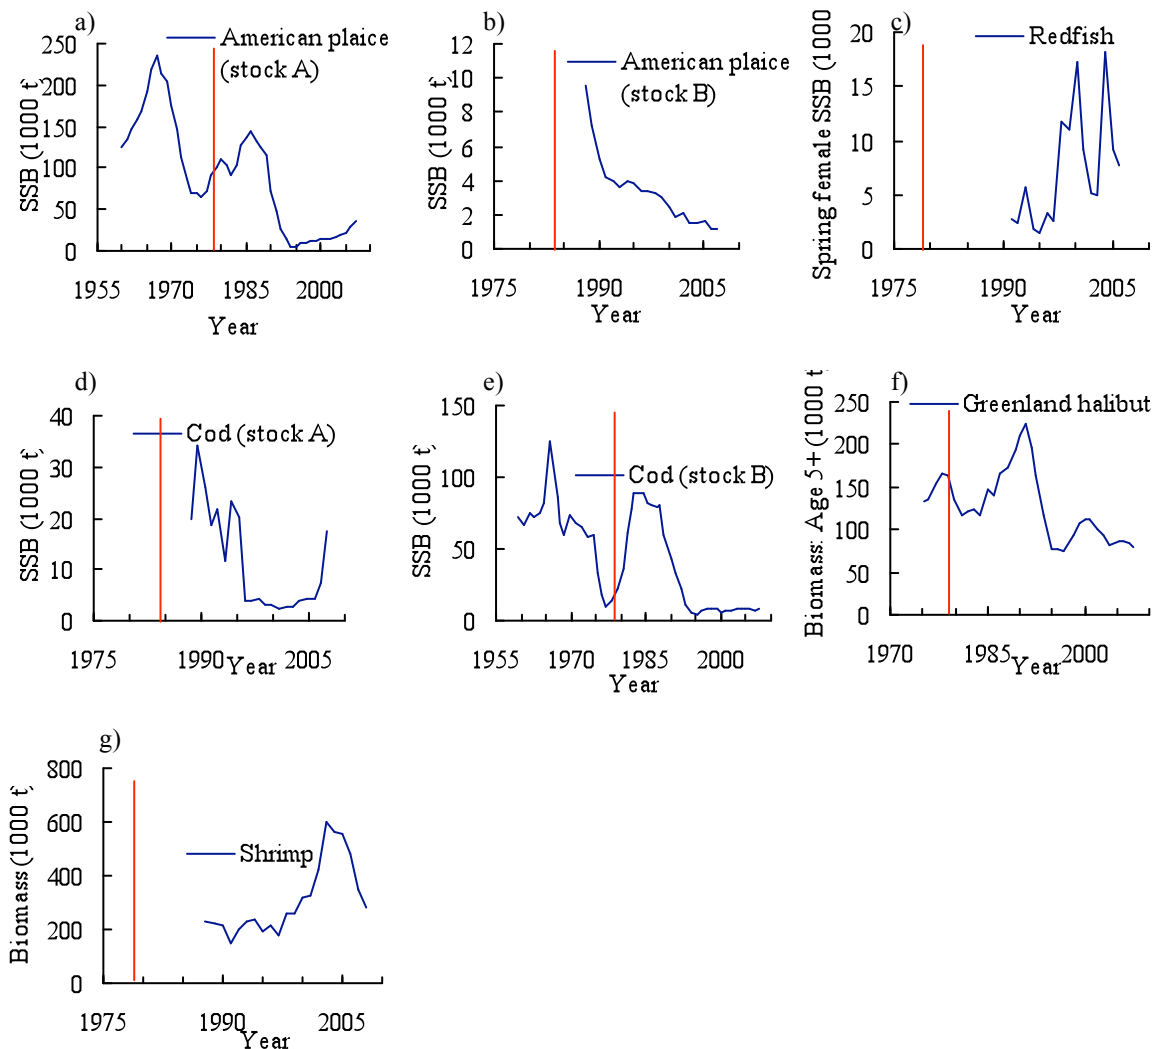 a)
American plaice
(stock A)
SSB (1000 t)
250
200
150
100
50
0
1955 1970 1985 2000
Year
b)
American plaice
(stock B)
SSB (1000 t)
12
10
8
6
4
2
0
1975 1990 2005
Year
c)
Redfish
Spring female SSB (1000
20
15
10
5
0
1975 1990 2005
d)
Cod (stock A)
SSB (1000 t)
40
30
20
10
0
1975 1990 2005
Year
e)
Cod (stock B)
SSB (1000 t)
150
100
50
0
1955 1970 1985 2000
Year
f)
Greenland halibut
Biomass: Age 5+ (1000 t
250
200
150
100
50
0
1970 1985 2000
Year
g)
Shrimp
Biomass (1000 t)
800
600
400
200
0
1975 1990 2005
Year